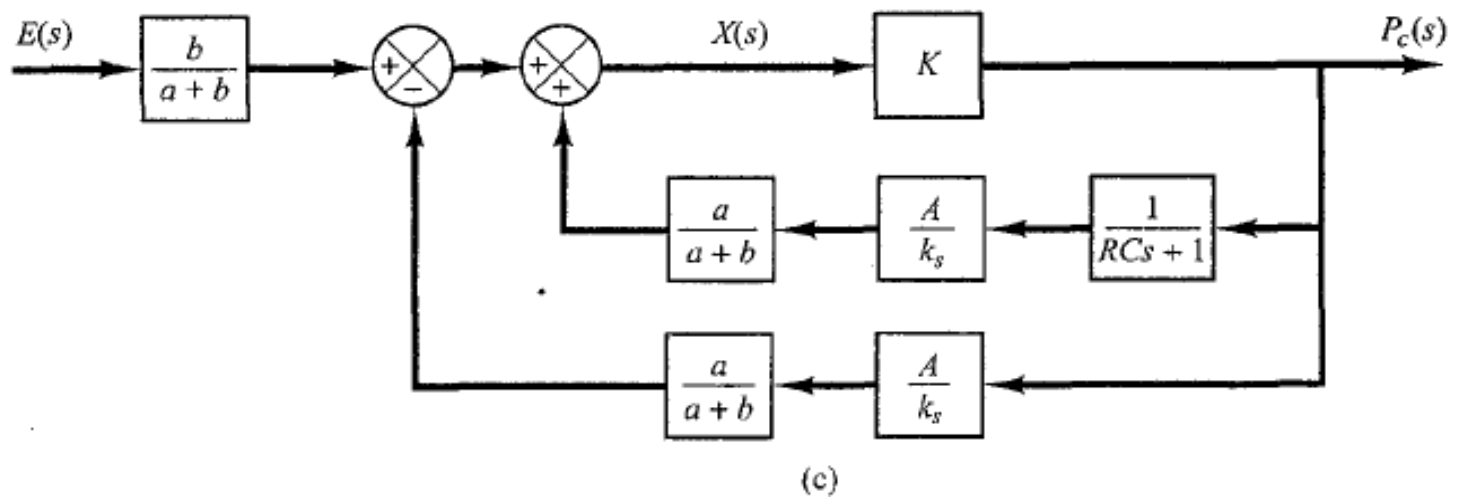 E(s)
b
a + b
+
−
+
+
X(s)
K
P_c(s)
a
a + b
A
k_s
1
RCs + 1
a
a + b
A
k_s
(c)